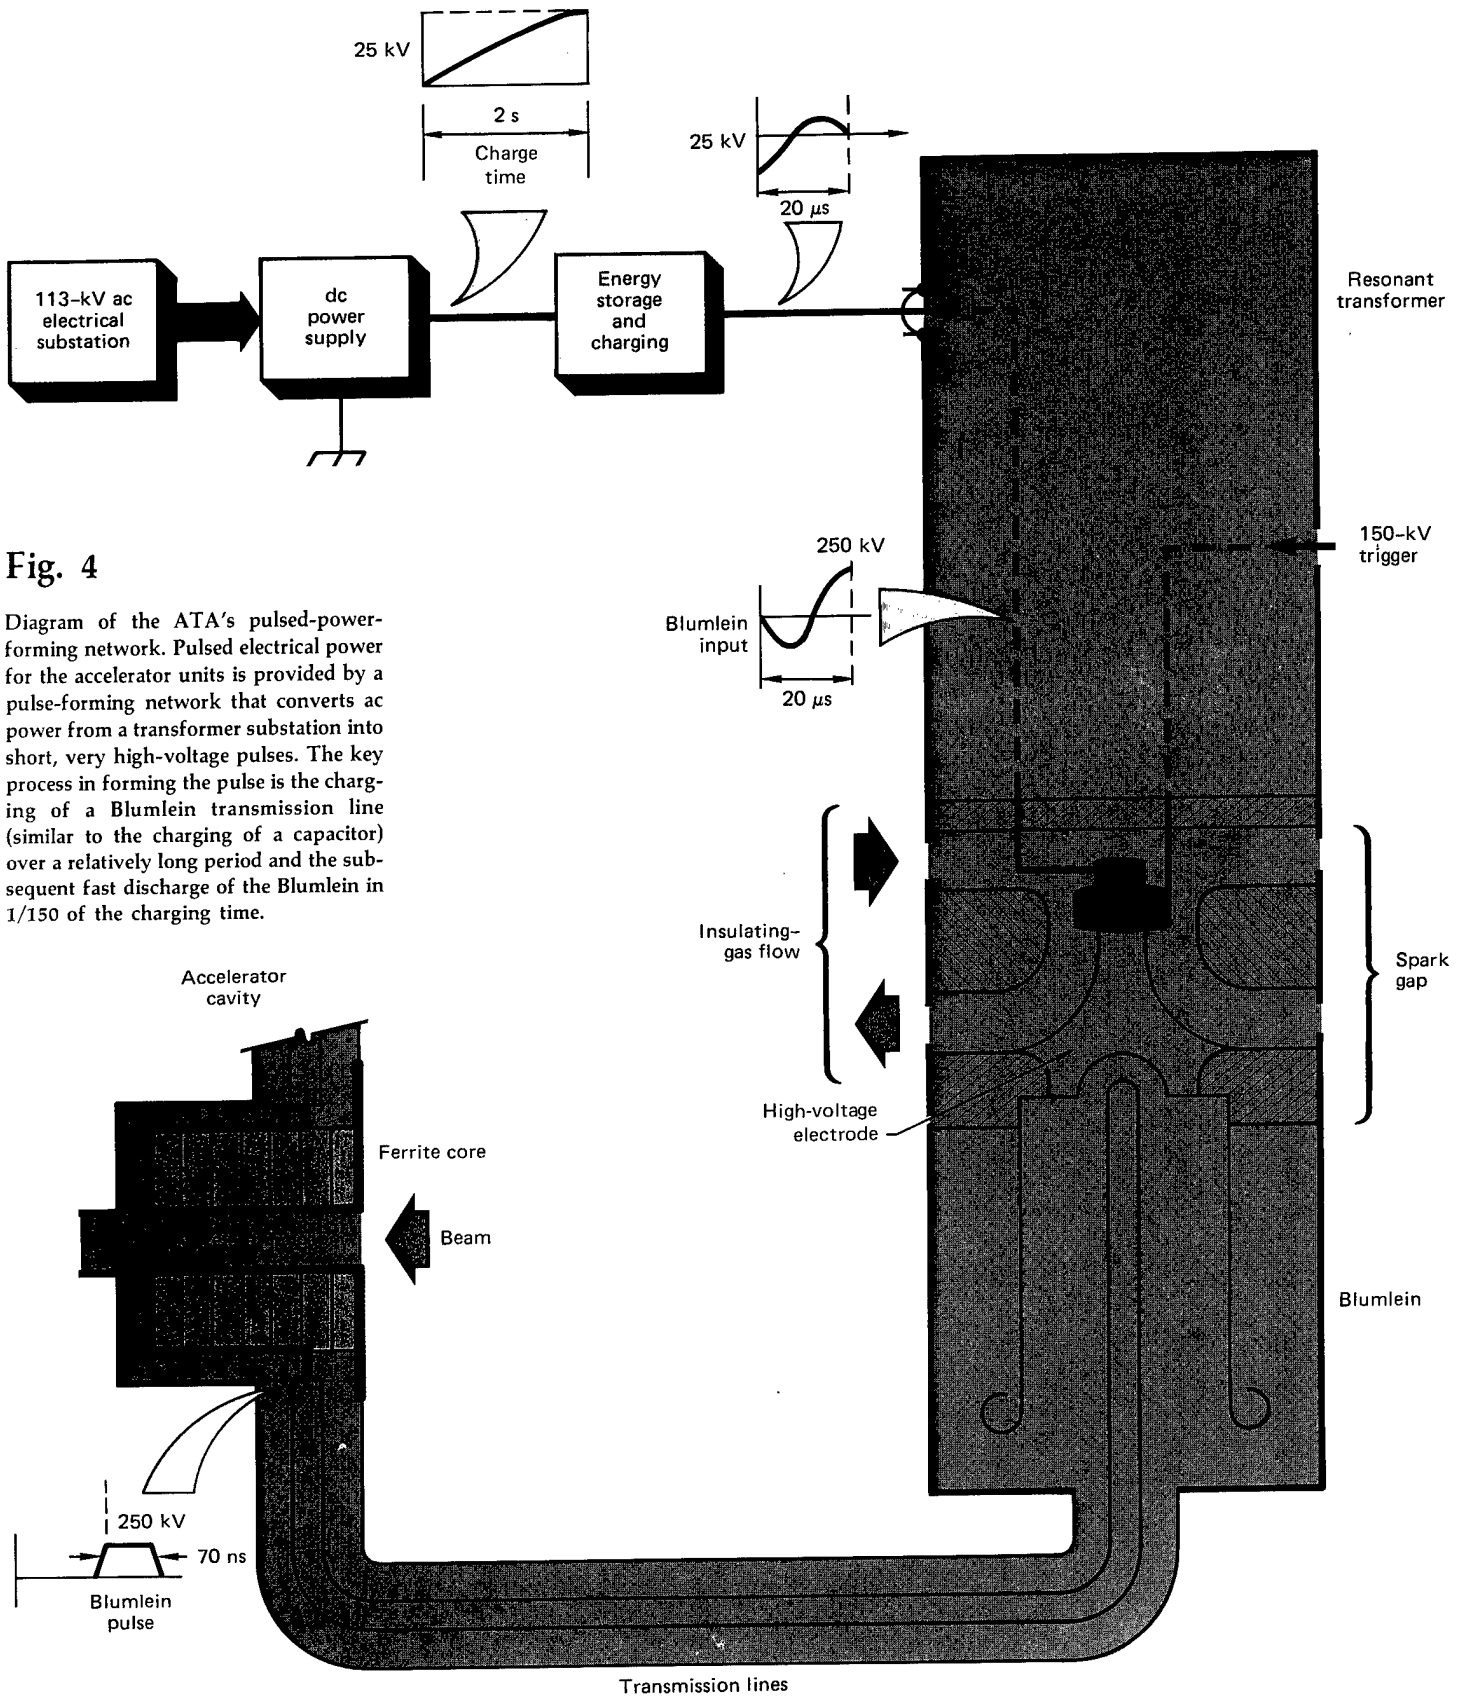 25 kV
2 s
Charge
time
25 kV
20 μs
113–kV ac
electrical
substation
dc
power
supply
Energy
storage
and
charging
Resonant
transformer
150–kV
trigger
250 kV
Blumlein
input
20 μs
Fig. 4
Diagram of the ATA's pulsed-power-
forming network. Pulsed electrical power
for the accelerator units is provided by a
pulse-forming network that converts ac
power from a transformer substation into
short, very high-voltage pulses. The key
process in forming the pulse is the charg-
ing of a Blumlein transmission line
(similar to the charging of a capacitor)
over a relatively long period and the sub-
sequent fast discharge of the Blumlein in
1/150 of the charging time.
Insulating–
gas flow
Spark
gap
High-voltage
electrode
Accelerator
cavity
Ferrite core
Beam
Blumlein
250 kV
70 ns
Blumlein
pulse
Transmission lines